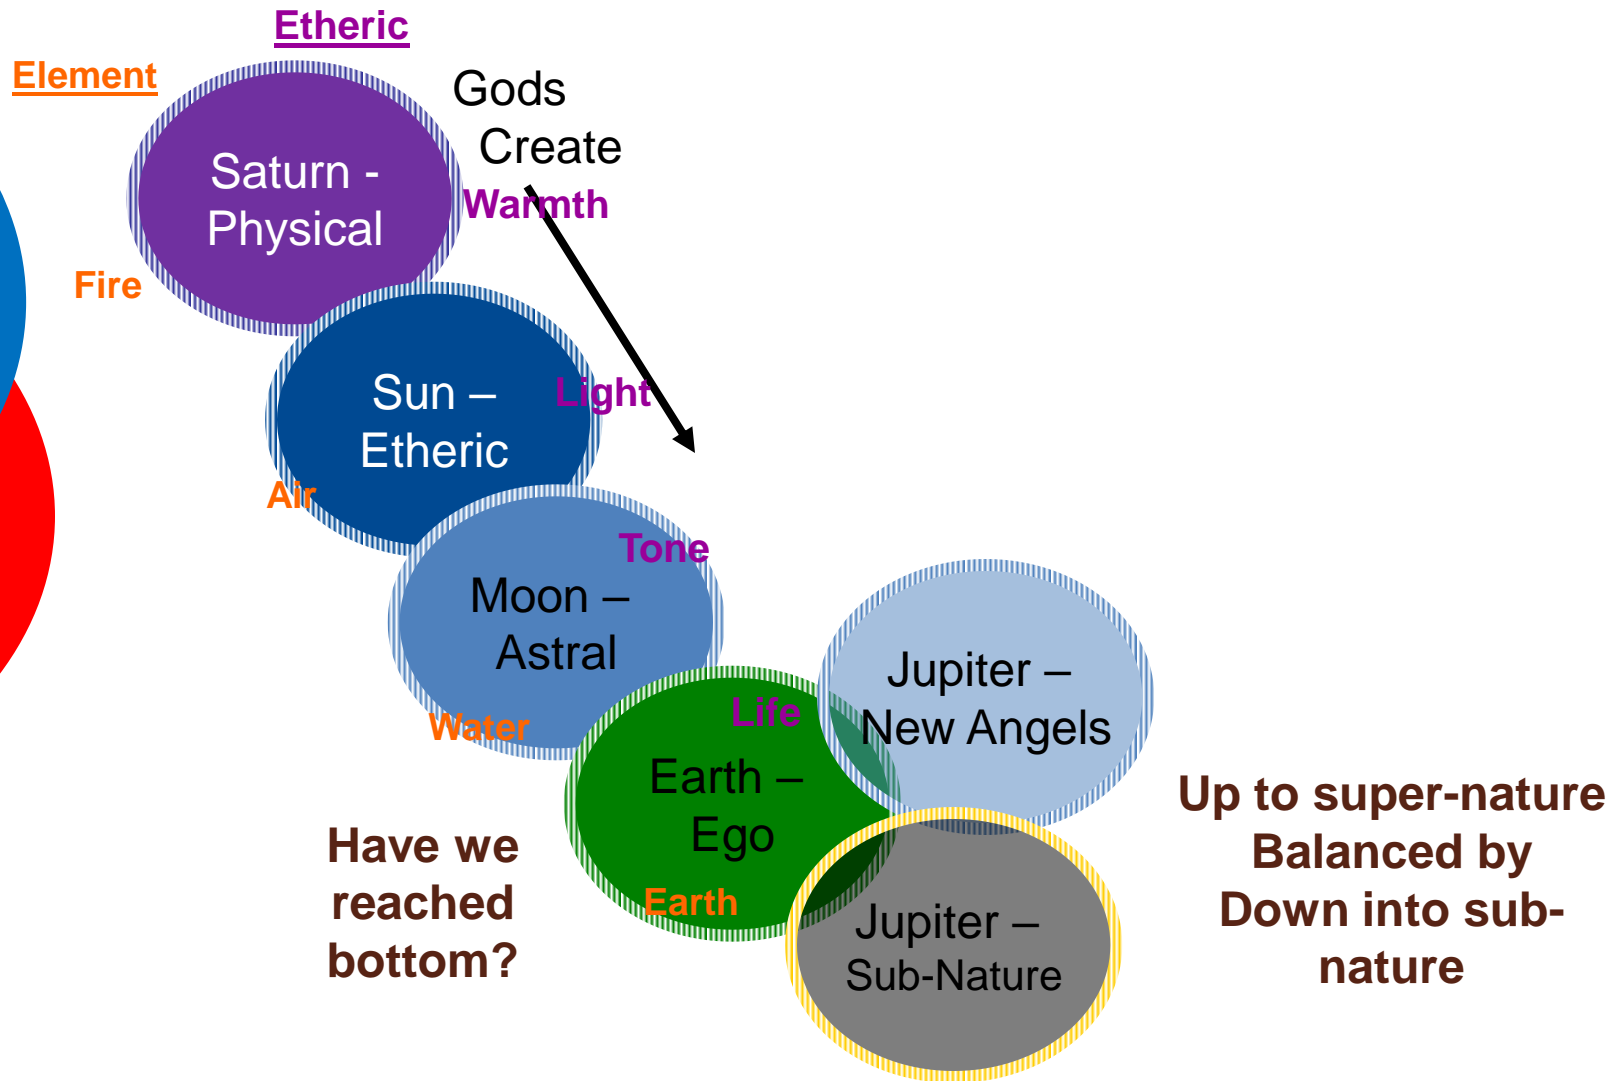 Etheric
Element
Gods
Create
Saturn -
Physical
Warmth
Fire
Sun –
Etheric
Light
Air
Tone
Moon –
Astral
Water
Life
Jupiter –
New Angels
Earth –
Ego
Earth
Have we
reached
bottom?
Jupiter –
Sub-Nature
Up to super-nature
Balanced by
Down into sub-
nature